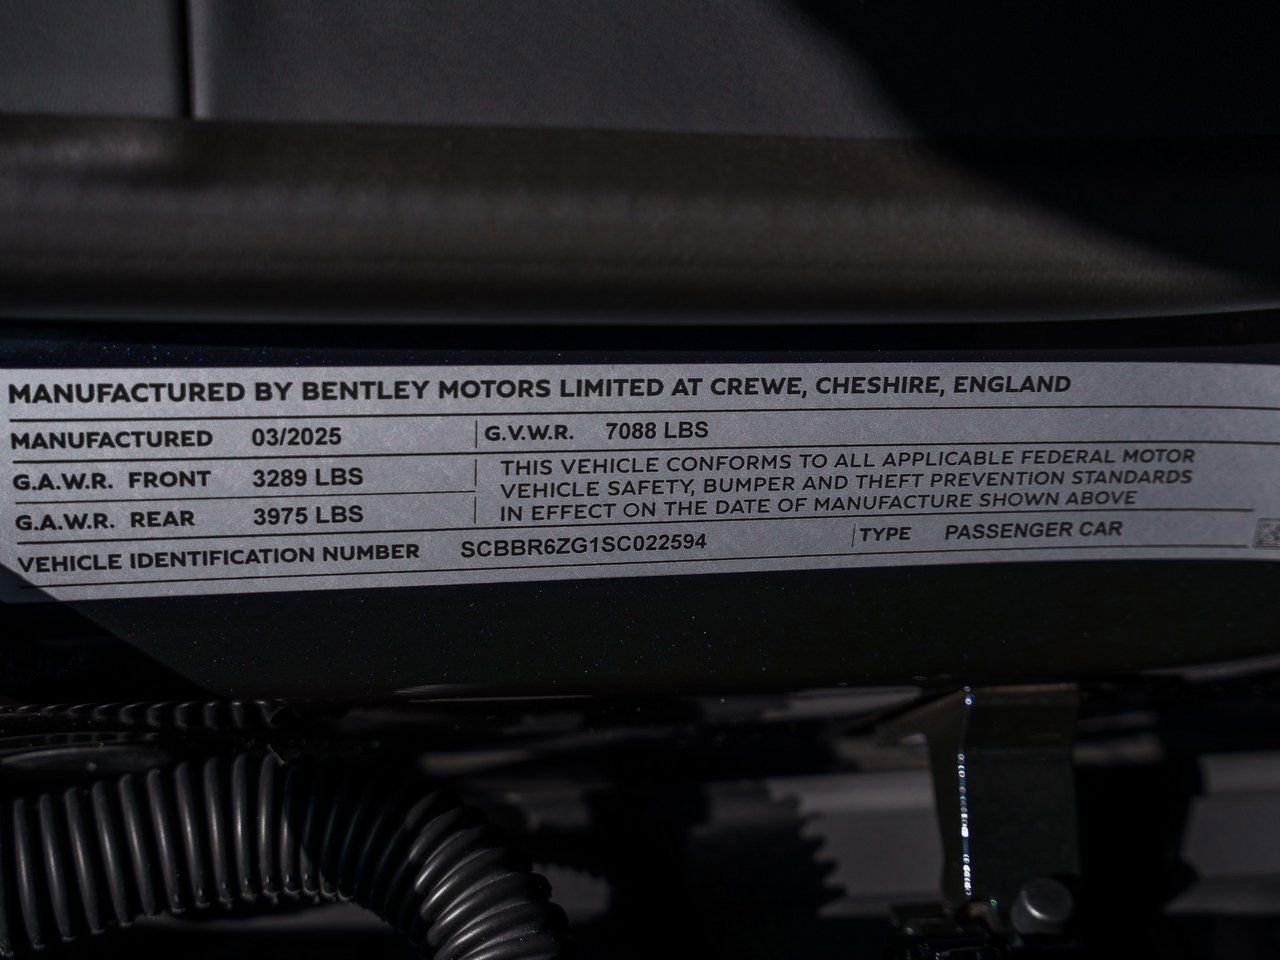 MANUFACTURED BY BENTLEY MOTORS LIMITED AT CREWE, CHESHIRE, ENGLAND
MANUFACTURED 03/2025 G.V.W.R. 7088 LBS
G.A.W.R. FRONT 3289 LBS
G.A.W.R. REAR 3975 LBS
THIS VEHICLE CONFORMS TO ALL APPLICABLE FEDERAL MOTOR
VEHICLE SAFETY, BUMPER AND THEFT PREVENTION STANDARDS
IN EFFECT ON THE DATE OF MANUFACTURE SHOWN ABOVE
VEHICLE IDENTIFICATION NUMBER SCBBR6ZG1SC022594 TYPE PASSENGER CAR